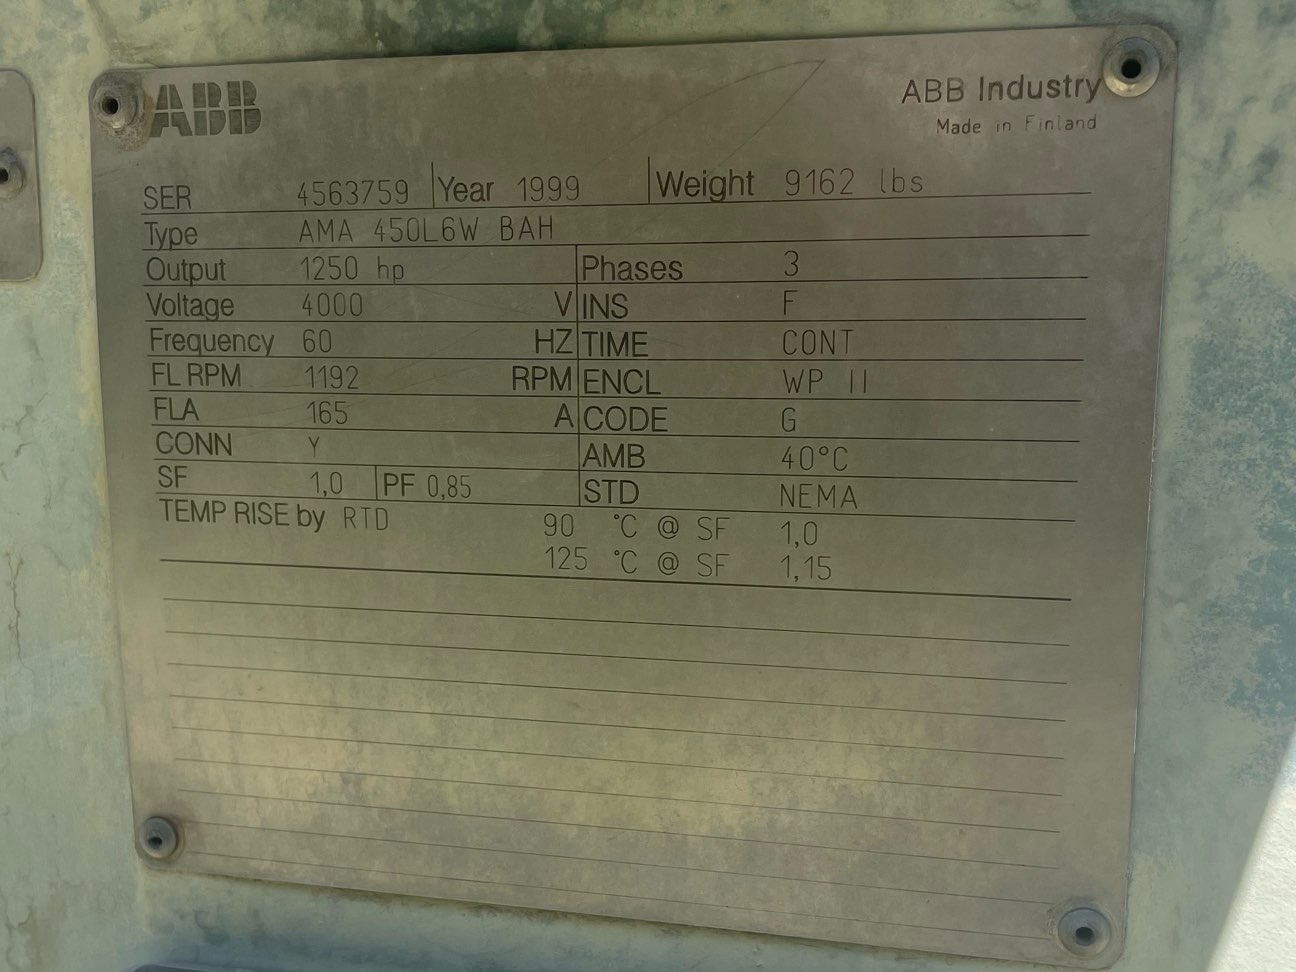 ABB
ABB Industry
Made in Finland
SER 4563759 Year 1999 Weight 9162 lbs
Type AMA 450L6W BAH
Output 1250 hp Phases 3
Voltage 4000 V INS F
Frequency 60 HZ TIME CONT
FL RPM 1192 RPM ENCL WP II
FLA 165 A CODE G
CONN Y AMB 40°C
SF 1,0 PF 0,85 STD NEMA
TEMP RISE by RTD 90 °C @ SF 1,0
125 °C @ SF 1,15